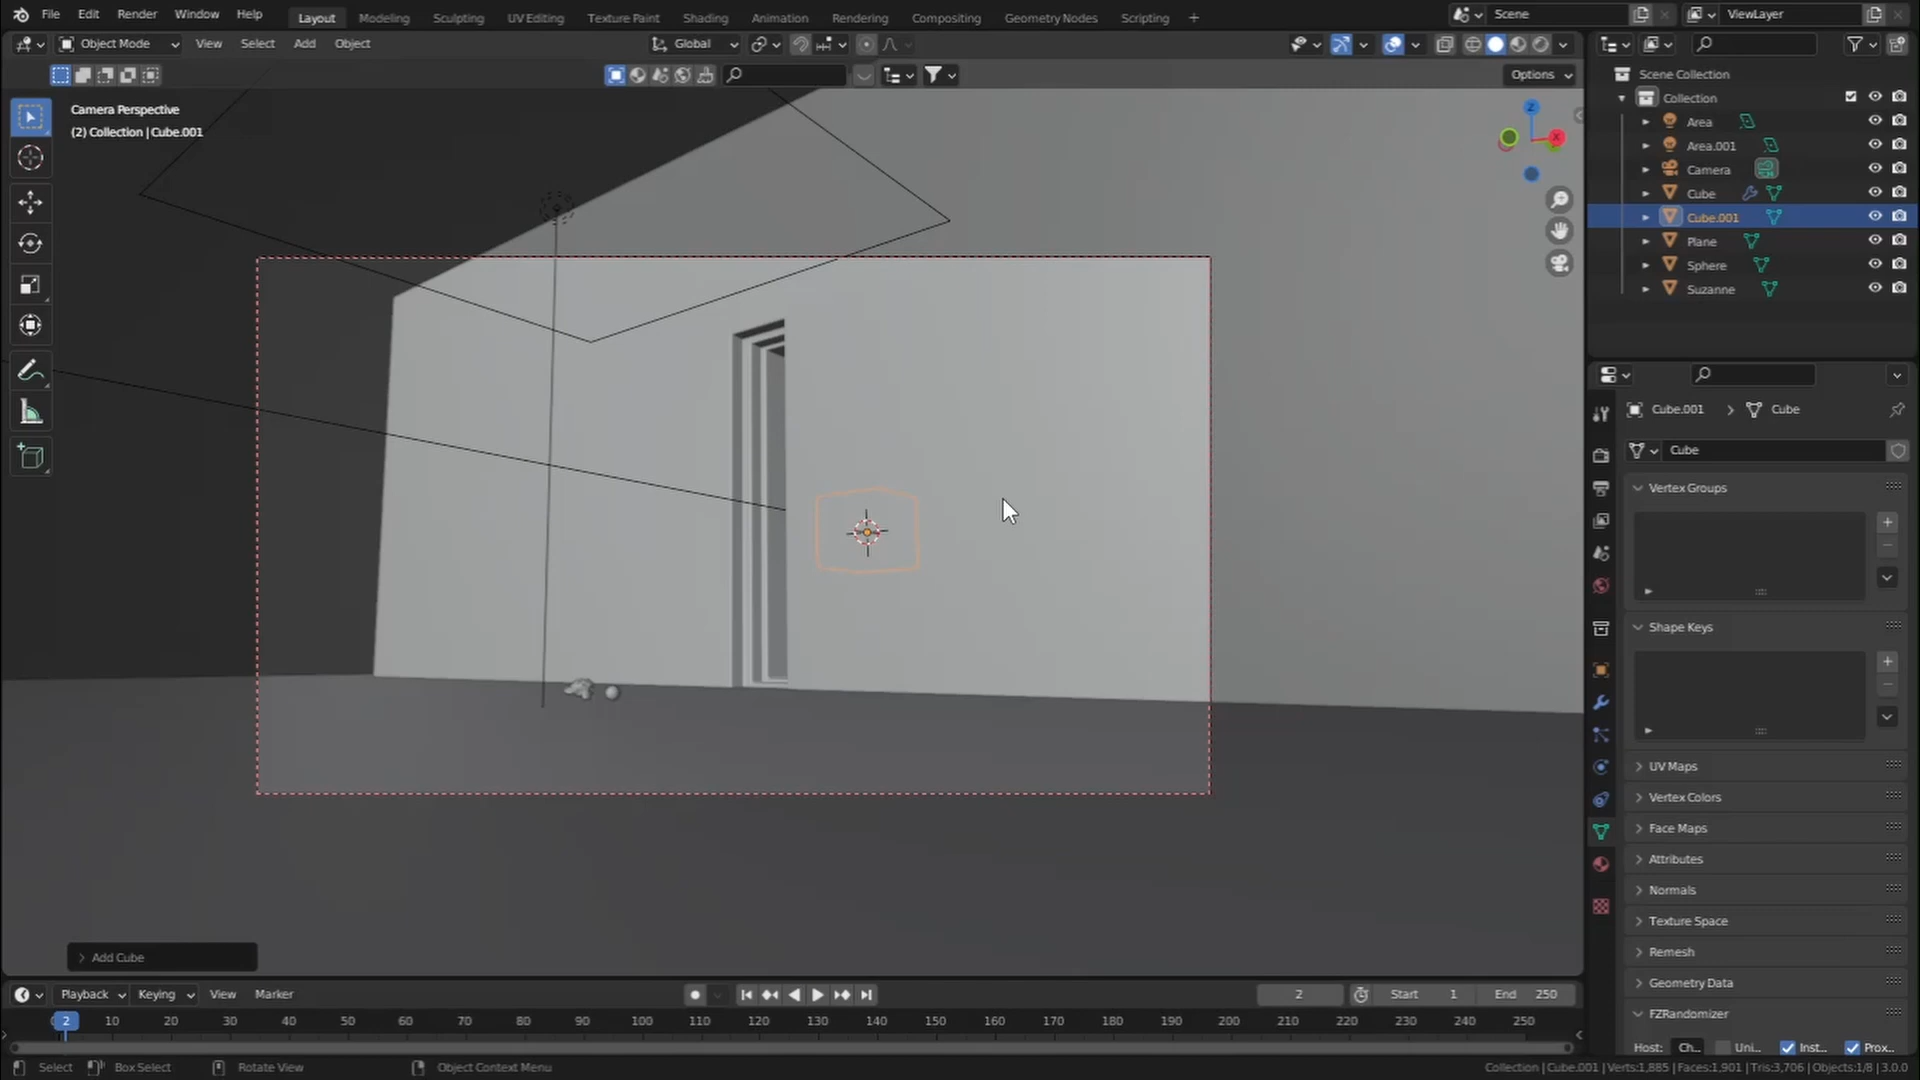 File Edit Render Window Help Layout Modeling Sculpting UV Editing Texture Paint Shading Animation Rendering Compositing Geometry Nodes Scripting + Scene ViewLayer
Object Mode View Select Add Object Global
Options
Camera Perspective
(2) Collection | Cube.001
Z
X
Scene Collection
Collection
Area
Area.001
Camera
Cube
Cube.001
Plane
Sphere
Suzanne
Cube.001 > Cube
Cube
Vertex Groups
Shape Keys
UV Maps
Vertex Colors
Face Maps
Attributes
Normals
Texture Space
Remesh
Geometry Data
FZRandomizer
Host: Ch.. Uni.. Inst.. Prox..
Add Cube
Playback Keying View Marker 2 Start 1 End 250
2 10 20 30 40 50 60 70 80 90 100 110 120 130 140 150 160 170 180 190 200 210 220 230 240 250
Select Box Select Rotate View Object Context Menu Collection | Cube.001 | Verts:1,885 | Faces:1,901 | Tris:3,706 | Objects:1/8 | 3.0.0